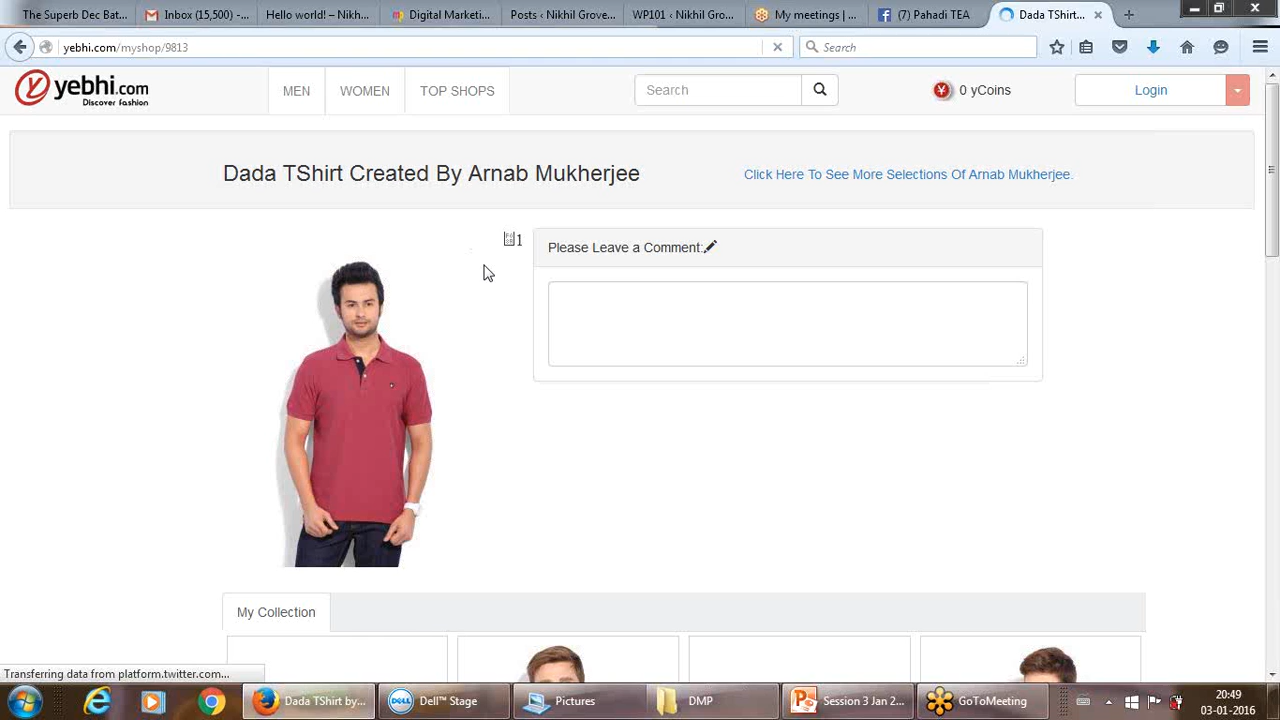 The Superb Dec Bat...
Inbox (15,500) -...
Hello world! – Nikh...
Digital Marketi...
Posts ‹ Nikhil Grove...
WP101 ‹ Nikhil Gro...
My meetings | ...
(7) Pahadi TEA
Dada TShirt...
yebhi.com/myshop/9813
Search
yebhi.com
Discover fashion
MEN
WOMEN
TOP SHOPS
Search
0 yCoins
Login
Dada TShirt Created By Arnab Mukherjee
Click Here To See More Selections Of Arnab Mukherjee.
1
Please Leave a Comment:
My Collection
Transferring data from platform.twitter.com...
Dada TShirt by...
DELL
Dell™ Stage
Pictures
DMP
Session 3 Jan 2...
GoToMeeting
20:49
03-01-2016